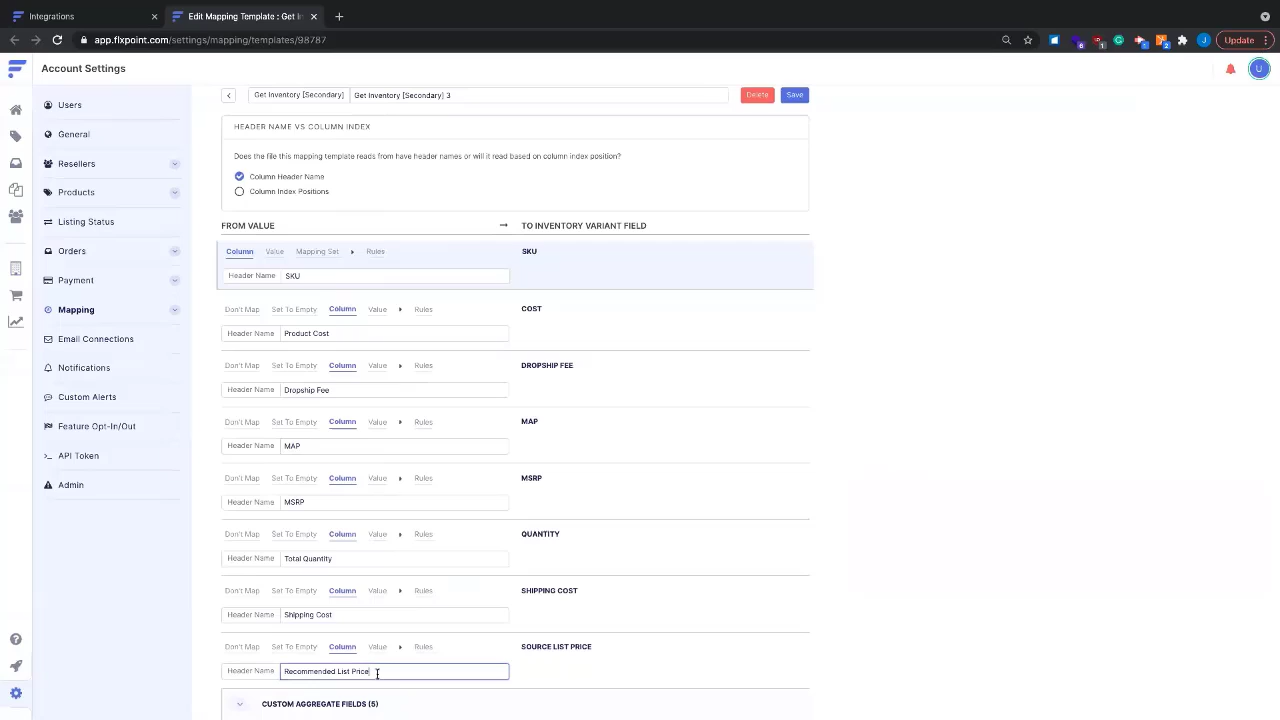 Integrations
Edit Mapping Template : Get In
app.flxpoint.com/settings/mapping/templates/98787
6
1
2
J
Update
Account Settings
U
Users
General
Resellers
Products
Listing Status
Orders
Payment
Mapping
Email Connections
Notifications
Custom Alerts
Feature Opt-In/Out
API Token
Admin
Get Inventory [Secondary]
Get Inventory [Secondary] 3
Delete
Save
HEADER NAME VS COLUMN INDEX
Does the file this mapping template reads from have header names or will it read based on column index position?
Column Header Name
Column Index Positions
FROM VALUE → TO INVENTORY VARIANT FIELD
Column Value Mapping Set Rules SKU
Header Name SKU
Don't Map Set To Empty Column Value Rules COST
Header Name Product Cost
Don't Map Set To Empty Column Value Rules DROPSHIP FEE
Header Name Dropship Fee
Don't Map Set To Empty Column Value Rules MAP
Header Name MAP
Don't Map Set To Empty Column Value Rules MSRP
Header Name MSRP
Don't Map Set To Empty Column Value Rules QUANTITY
Header Name Total Quantity
Don't Map Set To Empty Column Value Rules SHIPPING COST
Header Name Shipping Cost
Don't Map Set To Empty Column Value Rules SOURCE LIST PRICE
Header Name Recommended List Price
CUSTOM AGGREGATE FIELDS (5)